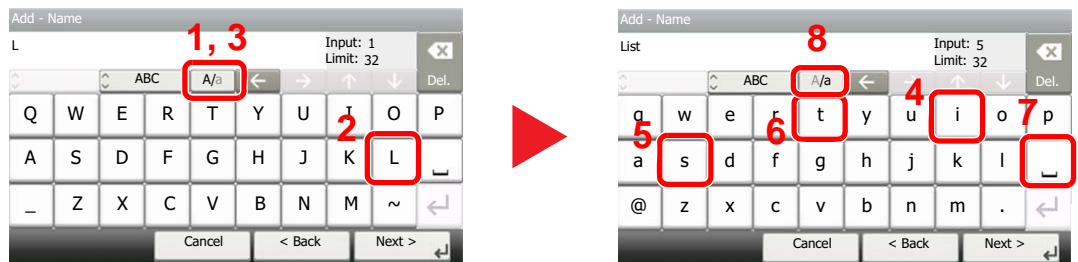 Add - Name
L
1, 3
Input: 1
Limit: 32
ABC
A/a
Del.
Q W E R T Y U I O P
2
A S D F G H J K L
_ Z X C V B N M ~
Cancel
< Back
Next >
Add - Name
List
8
Input: 5
Limit: 32
ABC
A/a
Del.
4
7
q w e r t y u i o p
5
6
a s d f g h j k l
@ z x c v b n m .
Cancel
< Back
Next >